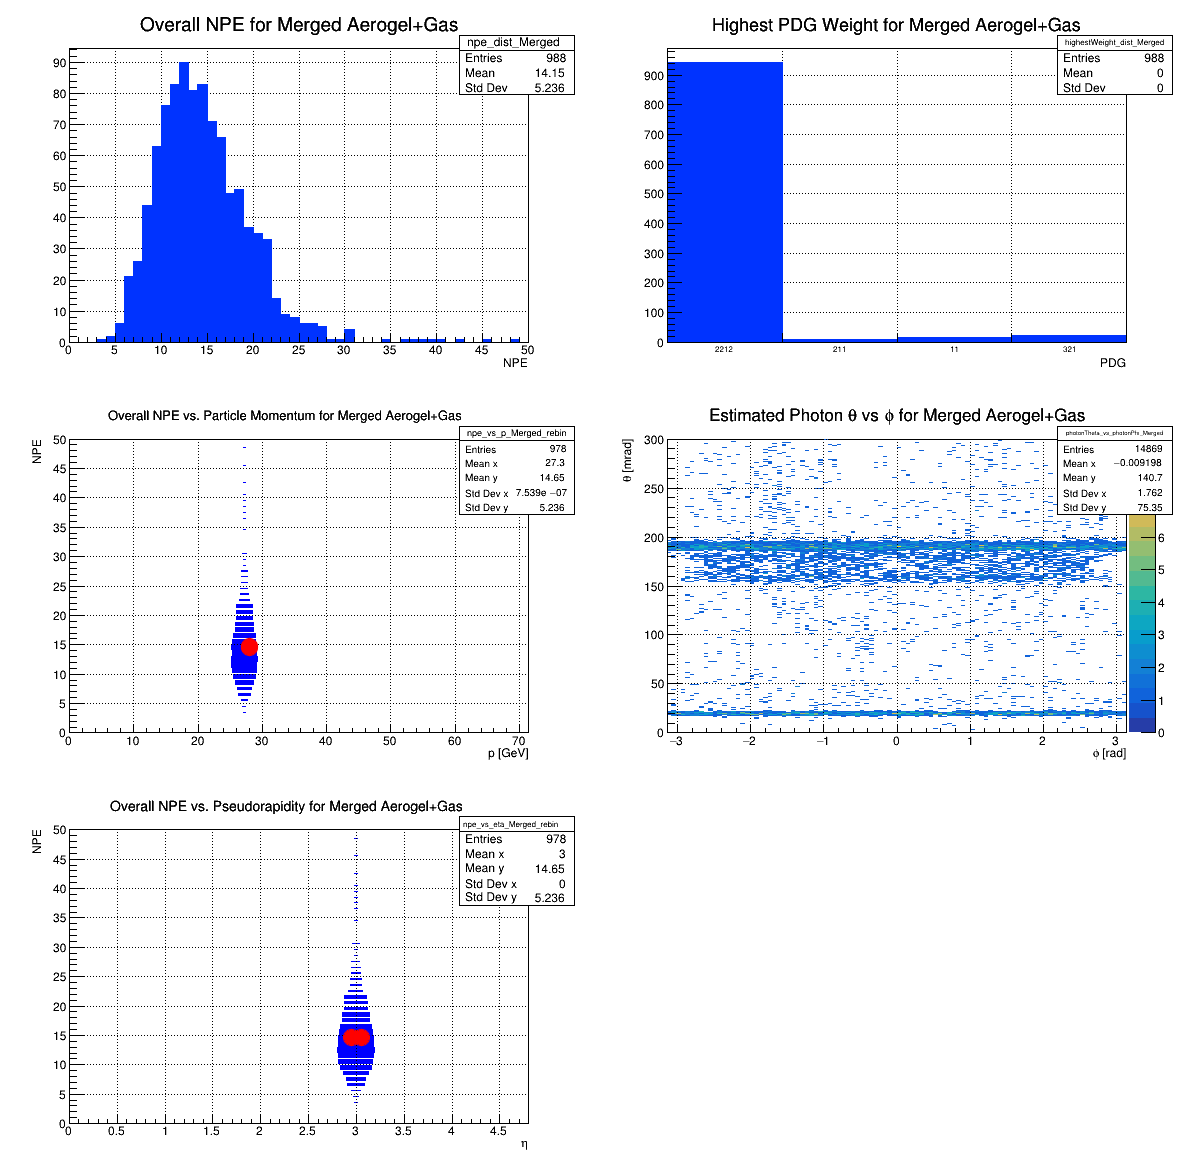 Overall NPE for Merged Aerogel+Gas
npe_dist_Merged
Entries 988
Mean 14.15
Std Dev 5.236
90
80
70
60
50
40
30
20
10
0
0 5 10 15 20 25 30 35 40 45 50
NPE
Highest PDG Weight for Merged Aerogel+Gas
highestWeight_dist_Merged
Entries 988
Mean 0
Std Dev 0
900
800
700
600
500
400
300
200
100
0
2212 211 11 321
PDG
Overall NPE vs. Particle Momentum for Merged Aerogel+Gas
npe_vs_p_Merged_rebin
Entries 978
Mean x 27.3
Mean y 14.65
Std Dev x 7.539e −07
Std Dev y 5.236
NPE
50
45
40
35
30
25
20
15
10
5
0
0 10 20 30 40 50 60 70
p [GeV]
Estimated Photon θ vs ϕ for Merged Aerogel+Gas
photonTheta_vs_photonPhi_Merged
Entries 14869
Mean x −0.009198
Mean y 140.7
Std Dev x 1.762
Std Dev y 75.35
θ [mrad]
300
250
200
150
100
50
0
−3 −2 −1 0 1 2 3
ϕ [rad]
6
5
4
3
2
1
0
Overall NPE vs. Pseudorapidity for Merged Aerogel+Gas
npe_vs_eta_Merged_rebin
Entries 978
Mean x 3
Mean y 14.65
Std Dev x 0
Std Dev y 5.236
NPE
50
45
40
35
30
25
20
15
10
5
0
0 0.5 1 1.5 2 2.5 3 3.5 4 4.5
η